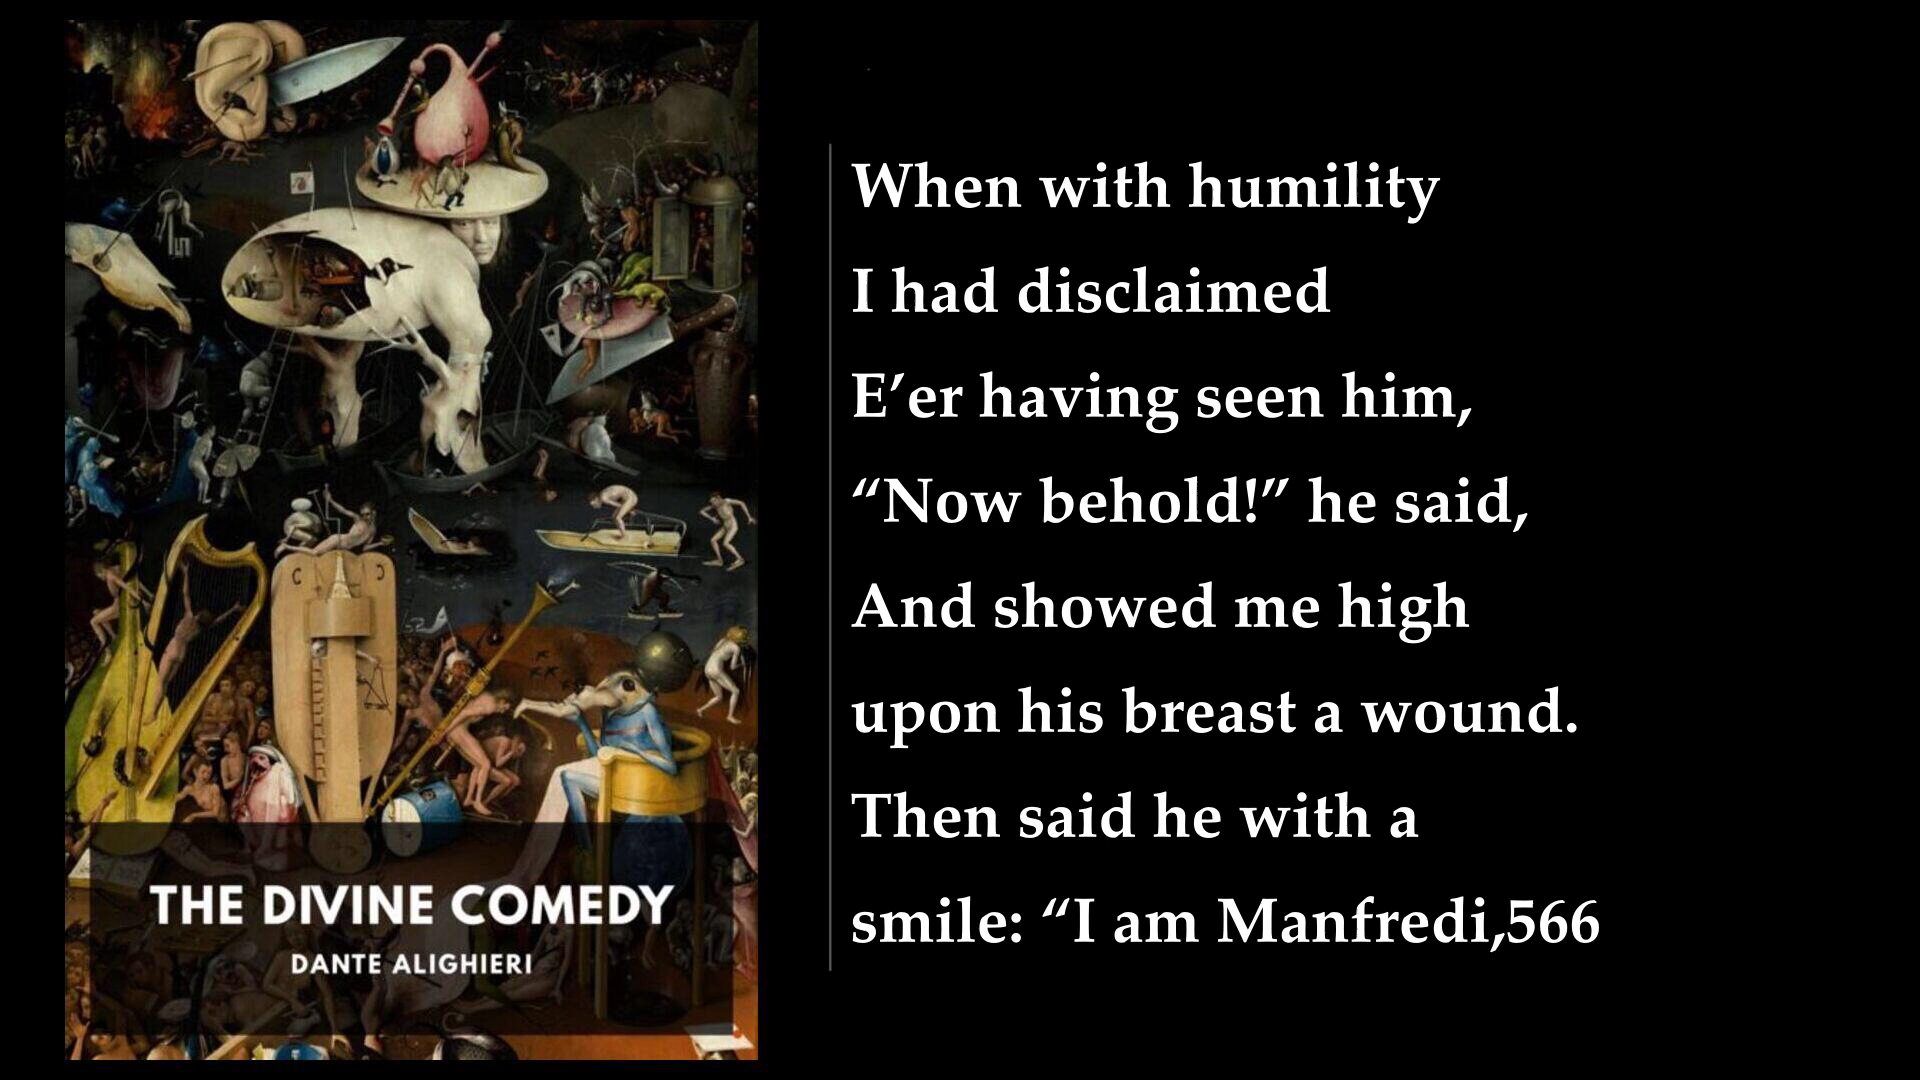 THE DIVINE COMEDY
DANTE ALIGHIERI
When with humility
I had disclaimed
E’er having seen him,
“Now behold!” he said,
And showed me high
upon his breast a wound.
Then said he with a
smile: “I am Manfredi,566